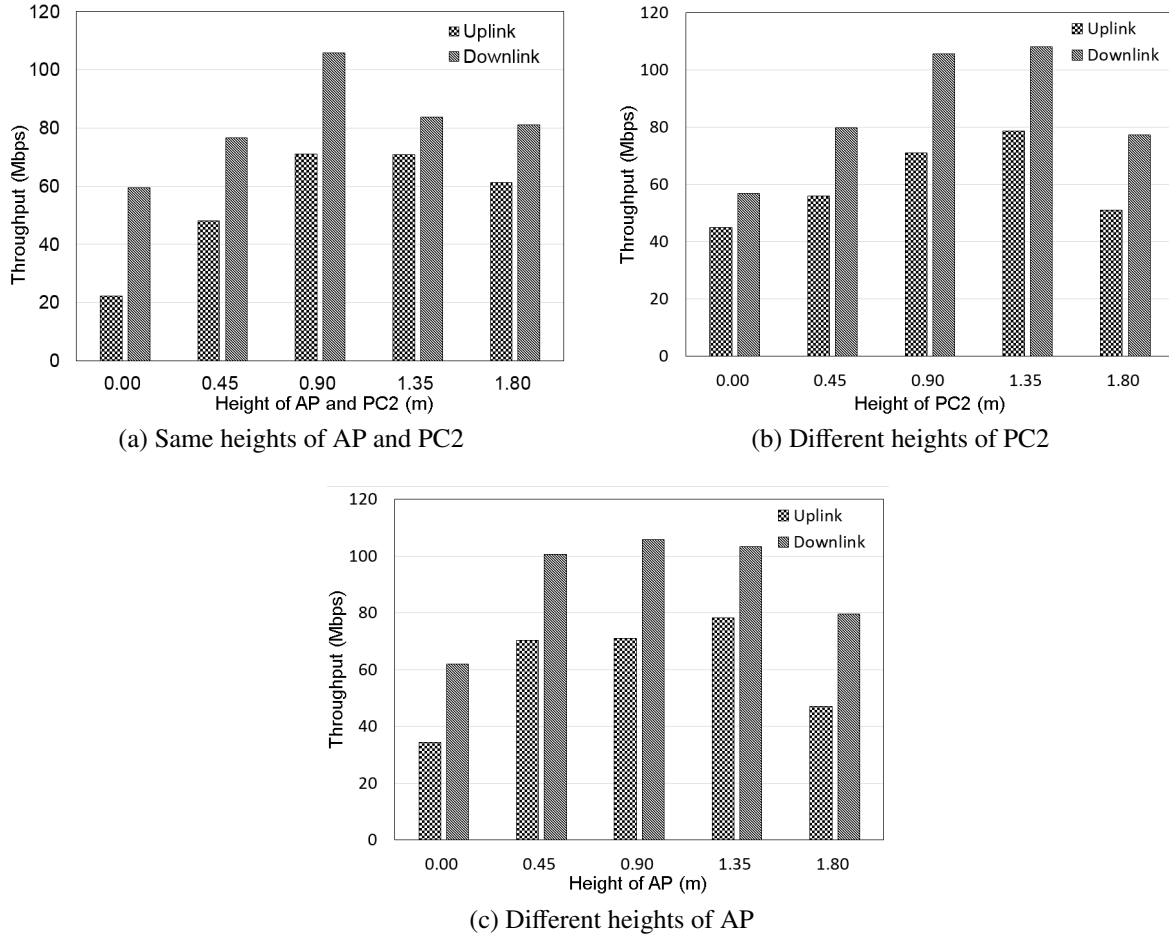 120
100
80
60
40
20
0
Throughput (Mbps)
Uplink
Downlink
0.00 0.45 0.90 1.35 1.80
Height of AP and PC2 (m)
(a) Same heights of AP and PC2
120
100
80
60
40
20
0
Throughput (Mbps)
Uplink
Downlink
0.00 0.45 0.90 1.35 1.80
Height of PC2 (m)
(b) Different heights of PC2
120
100
80
60
40
20
0
Throughput (Mbps)
Uplink
Downlink
0.00 0.45 0.90 1.35 1.80
Height of AP (m)
(c) Different heights of AP